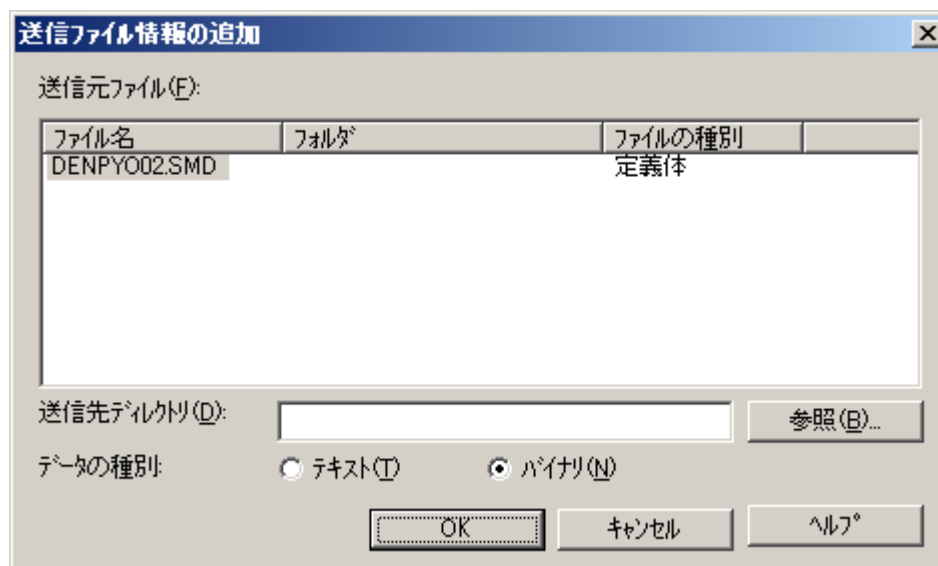 送信ファイル情報の追加
送信元ファイル(F):
ファイル名 フォルダ ファイルの種別
DENPYO02.SMD 定義体
送信先ディレクトリ(D): 参照(B)...
データの種別: テキスト(T) バイナリ(N)
OK キャンセル ヘルプ